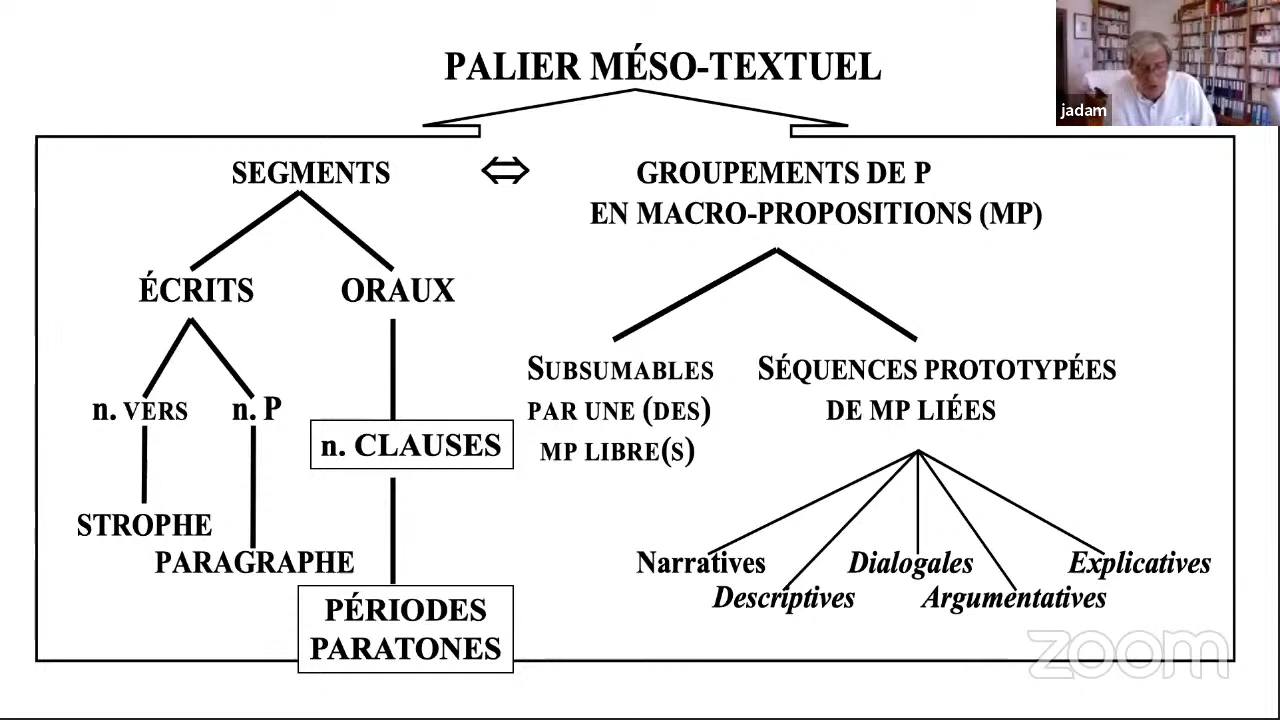 PALIER MÉSO-TEXTUEL
jadam
SEGMENTS
GROUPEMENTS DE P
EN MACRO-PROPOSITIONS (MP)
ÉCRITS
ORAUX
SUBSUMABLES
PAR UNE (DES)
MP LIBRE(S)
SÉQUENCES PROTOTYPÉES
DE MP LIÉES
n. VERS
n. P
n. CLAUSES
STROPHE
PARAGRAPHE
PÉRIODES
PARATONES
Narratives
Descriptives
Dialogales
Argumentatives
Explicatives
zoom